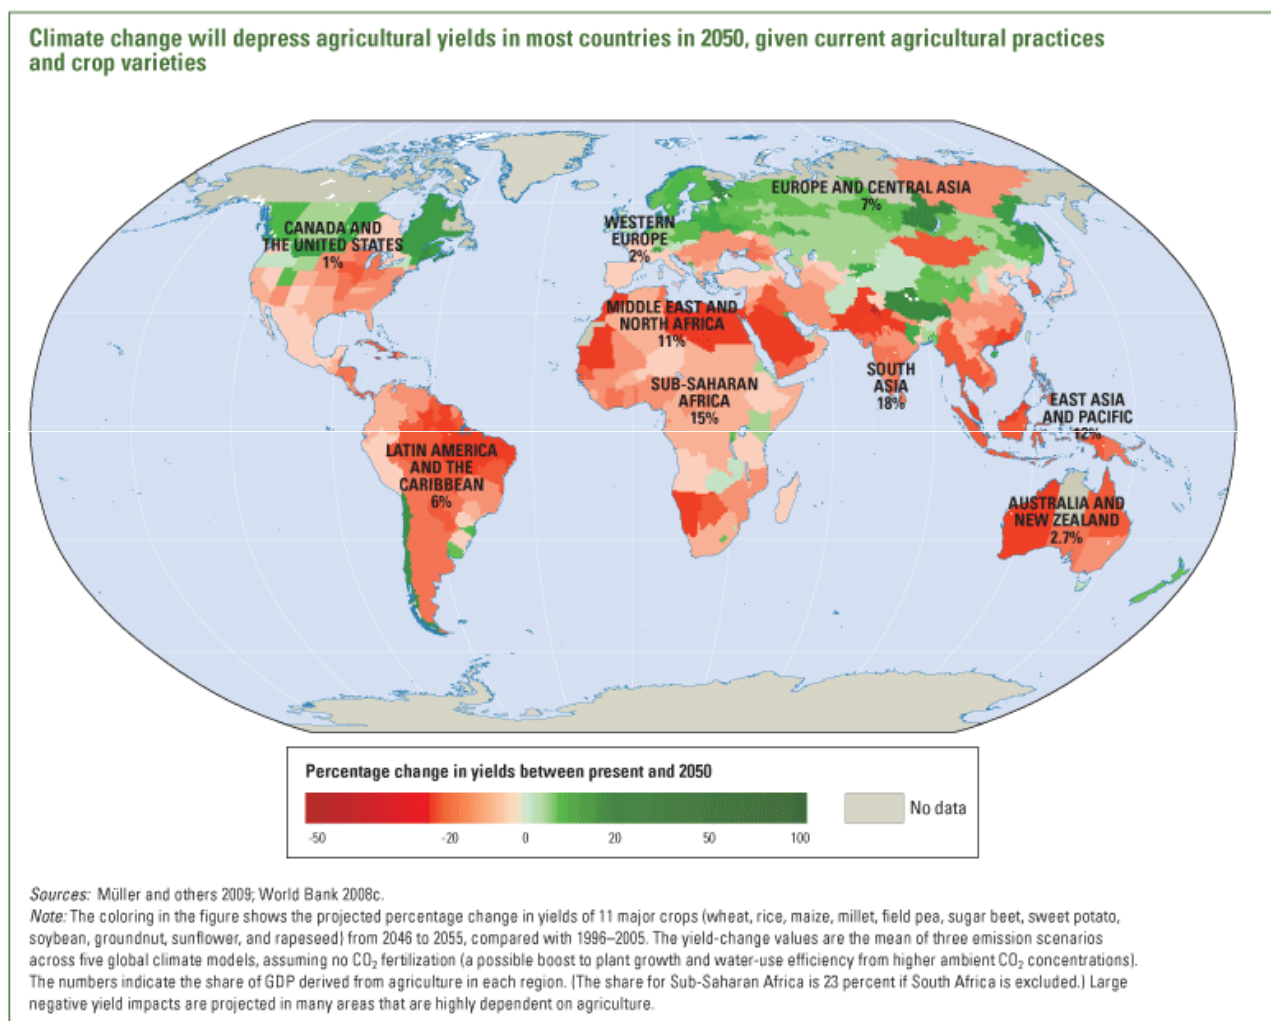 Climate change will depress agricultural yields in most countries in 2050, given current agricultural practices
and crop varieties
EUROPE AND CENTRAL ASIA
7%
WESTERN
EUROPE
2%
CANADA AND
THE UNITED STATES
1%
MIDDLE EAST AND
NORTH AFRICA
11%
SUB-SAHARAN
AFRICA
15%
SOUTH
ASIA
18%
EAST ASIA
AND PACIFIC
12%
LATIN AMERICA
AND THE
CARIBBEAN
6%
AUSTRALIA AND
NEW ZEALAND
2.7%
Percentage change in yields between present and 2050
-50 -20 0 20 50 100
No data
Sources: Müller and others 2009; World Bank 2008c.
Note: The coloring in the figure shows the projected percentage change in yields of 11 major crops (wheat, rice, maize, millet, field pea, sugar beet, sweet potato,
soybean, groundnut, sunflower, and rapeseed) from 2046 to 2055, compared with 1996–2005. The yield-change values are the mean of three emission scenarios
across five global climate models, assuming no CO₂ fertilization (a possible boost to plant growth and water-use efficiency from higher ambient CO₂ concentrations).
The numbers indicate the share of GDP derived from agriculture in each region. (The share for Sub-Saharan Africa is 23 percent if South Africa is excluded.) Large
negative yield impacts are projected in many areas that are highly dependent on agriculture.